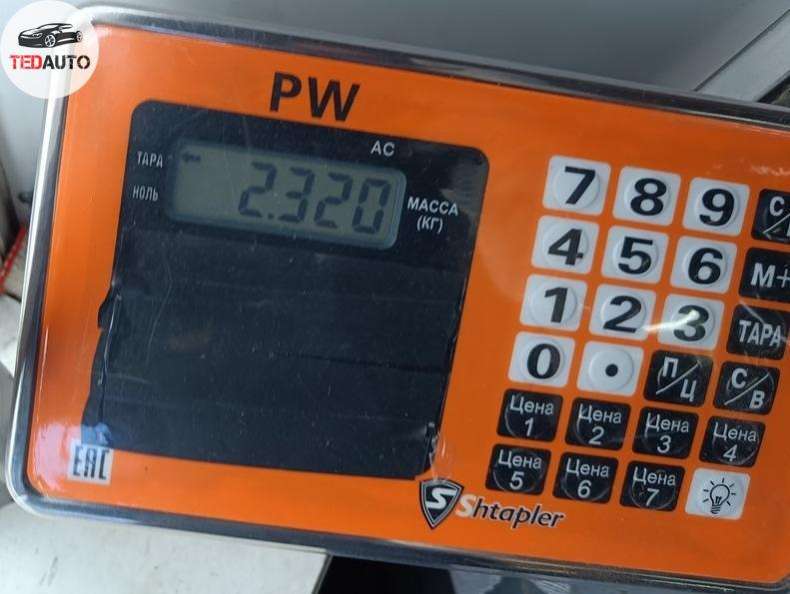 TEDAUTO
PW
AC
ТАРА
НОЛЬ
2.320
МАССА
(КГ)
7 8 9
4 5 6 М+
1 2 3 ТАРА
0 • П/Ц С/В
Цена 1 Цена 2 Цена 3 Цена 4
Цена 5 Цена 6 Цена 7
EAC
S Shtapler